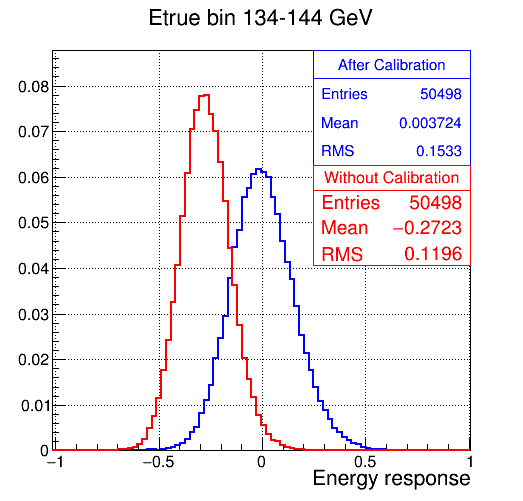 Etrue bin 134-144 GeV
After Calibration
Entries 50498
Mean 0.003724
RMS 0.1533
Without Calibration
Entries 50498
Mean −0.2723
RMS 0.1196
0.08
0.07
0.06
0.05
0.04
0.03
0.02
0.01
0
−1 −0.5 0 0.5 1
Energy response